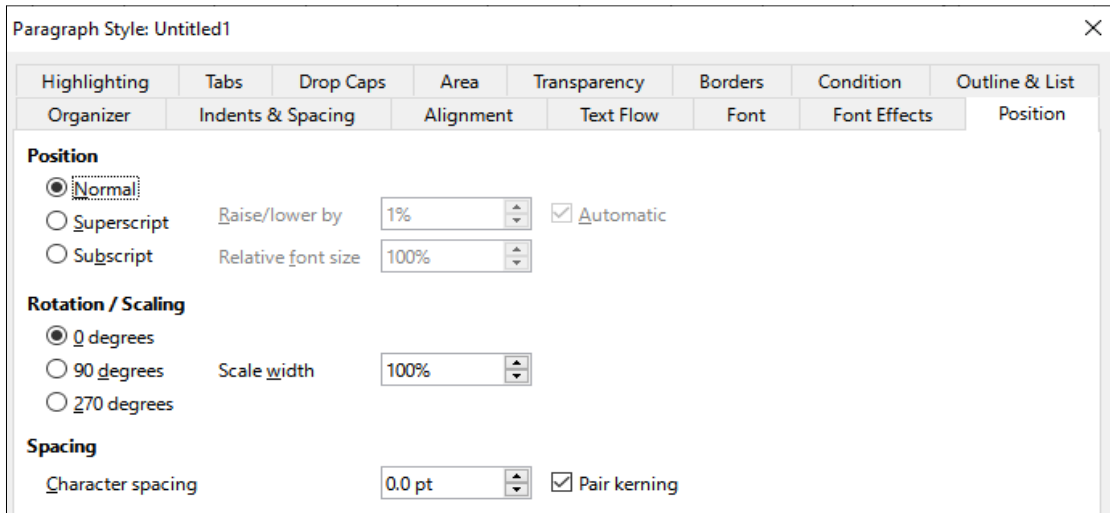 Paragraph Style: Untitled1
Highlighting Tabs Drop Caps Area Transparency Borders Condition Outline & List
Organizer Indents & Spacing Alignment Text Flow Font Font Effects Position
Position
Normal
Superscript Raise/lower by 1% Automatic
Subscript Relative font size 100%
Rotation / Scaling
0 degrees
90 degrees Scale width 100%
270 degrees
Spacing
Character spacing 0.0 pt Pair kerning